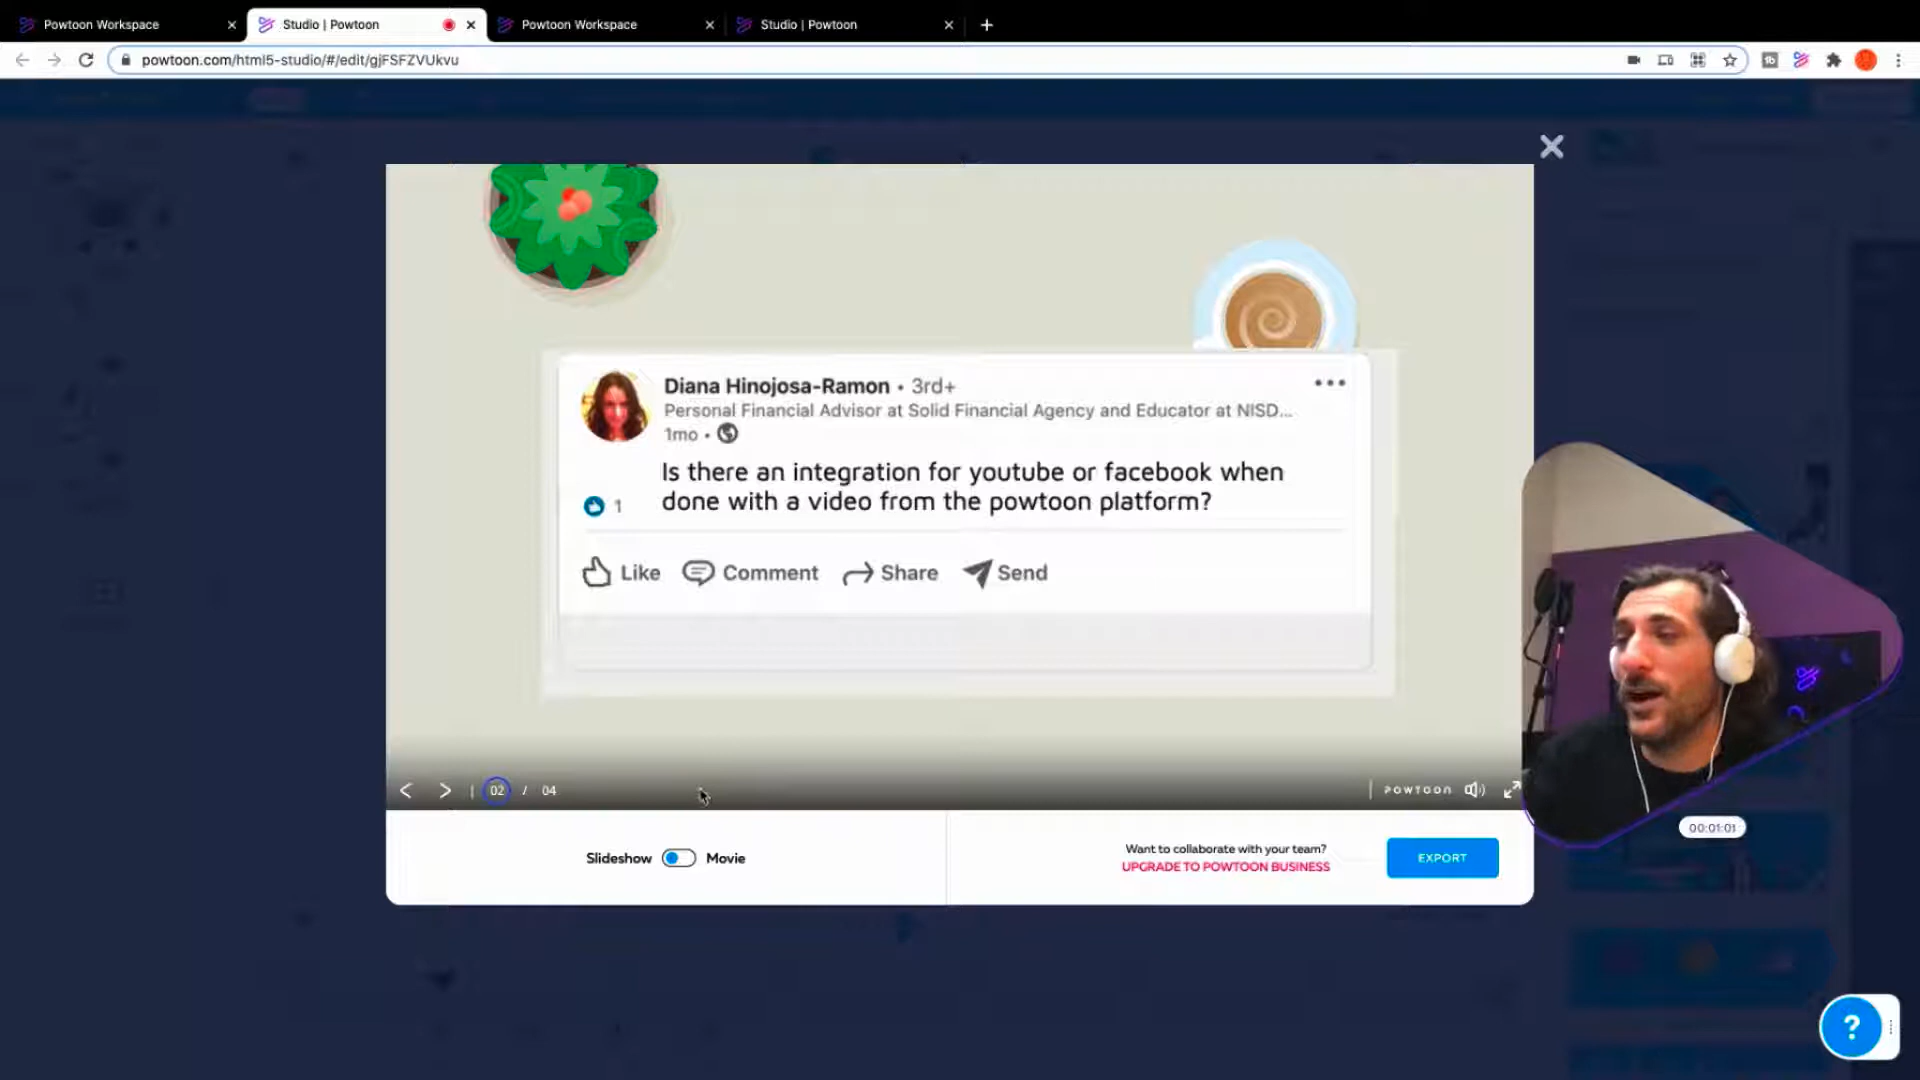 Powtoon Workspace
Studio | Powtoon
Powtoon Workspace
Studio | Powtoon
powtoon.com/html5-studio/#/edit/gjFSFZVUkvu
Diana Hinojosa-Ramon • 3rd+
Personal Financial Advisor at Solid Financial Agency and Educator at NISD...
1mo •
Is there an integration for youtube or facebook when
done with a video from the powtoon platform?
1
Like Comment Share Send
02 / 04
POWTOON
00:01:01
Slideshow Movie
Want to collaborate with your team?
UPGRADE TO POWTOON BUSINESS
EXPORT
?